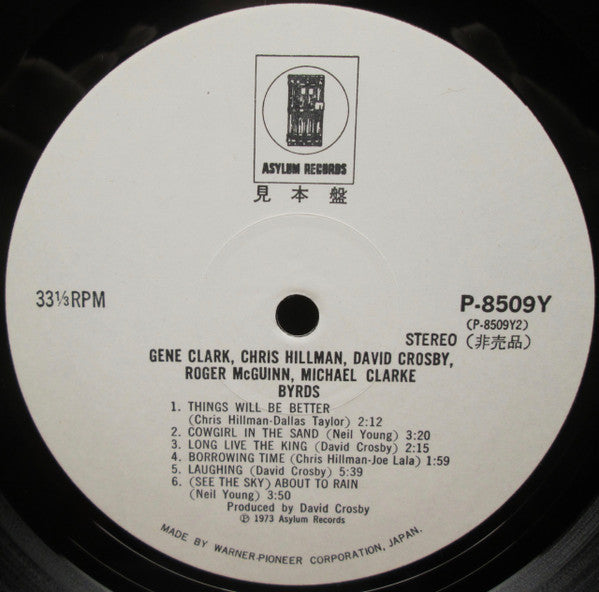 ASYLUM RECORDS
見本盤
33⅓RPM
P-8509Y
(P-8509Y2)
STEREO (非売品)
GENE CLARK, CHRIS HILLMAN, DAVID CROSBY,
ROGER McGUINN, MICHAEL CLARKE
BYRDS
1. THINGS WILL BE BETTER
(Chris Hillman-Dallas Taylor) 2:12
2. COWGIRL IN THE SAND (Neil Young) 3:20
3. LONG LIVE THE KING (David Crosby) 2:15
4. BORROWING TIME (Chris Hillman-Joe Lala) 1:59
5. LAUGHING (David Crosby) 5:39
6. (SEE THE SKY) ABOUT TO RAIN
(Neil Young) 3:50
Produced by David Crosby
℗ 1973 Asylum Records
MADE BY WARNER-PIONEER CORPORATION, JAPAN.